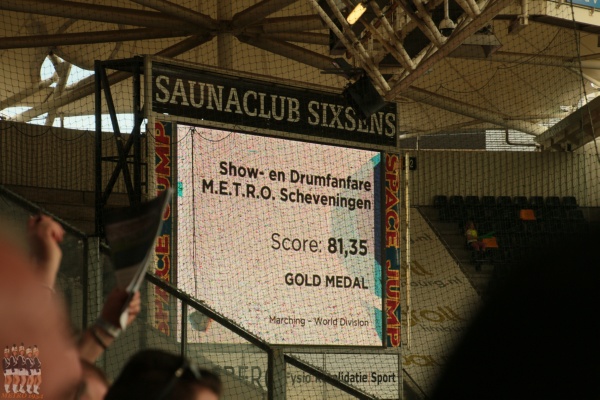 SAUNACLUB SIXSENS
SPACE JUMP
Show- en Drumfanfare
M.E.T.R.O. Scheveningen
Score: 81,35
GOLD MEDAL
Marching - World Division
SPACE JUMP
Sport